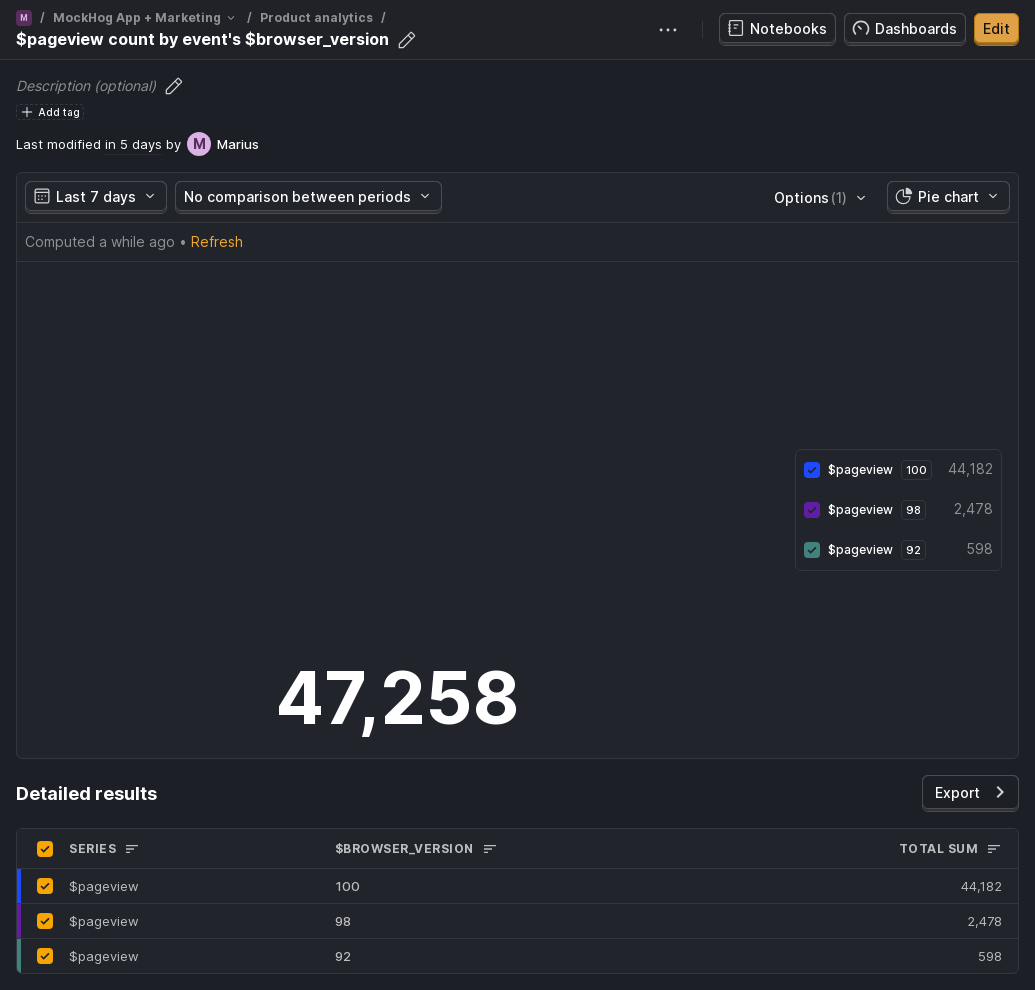 M / MockHog App + Marketing / Product analytics /
$pageview count by event's $browser_version
Notebooks
Dashboards
Edit
Description (optional)
Add tag
Last modified in 5 days by M Marius
Last 7 days
No comparison between periods
Options (1)
Pie chart
Computed a while ago • Refresh
$pageview 100 44,182
$pageview 98 2,478
$pageview 92 598
47,258
Detailed results
Export
SERIES $BROWSER_VERSION TOTAL SUM
$pageview 100 44,182
$pageview 98 2,478
$pageview 92 598